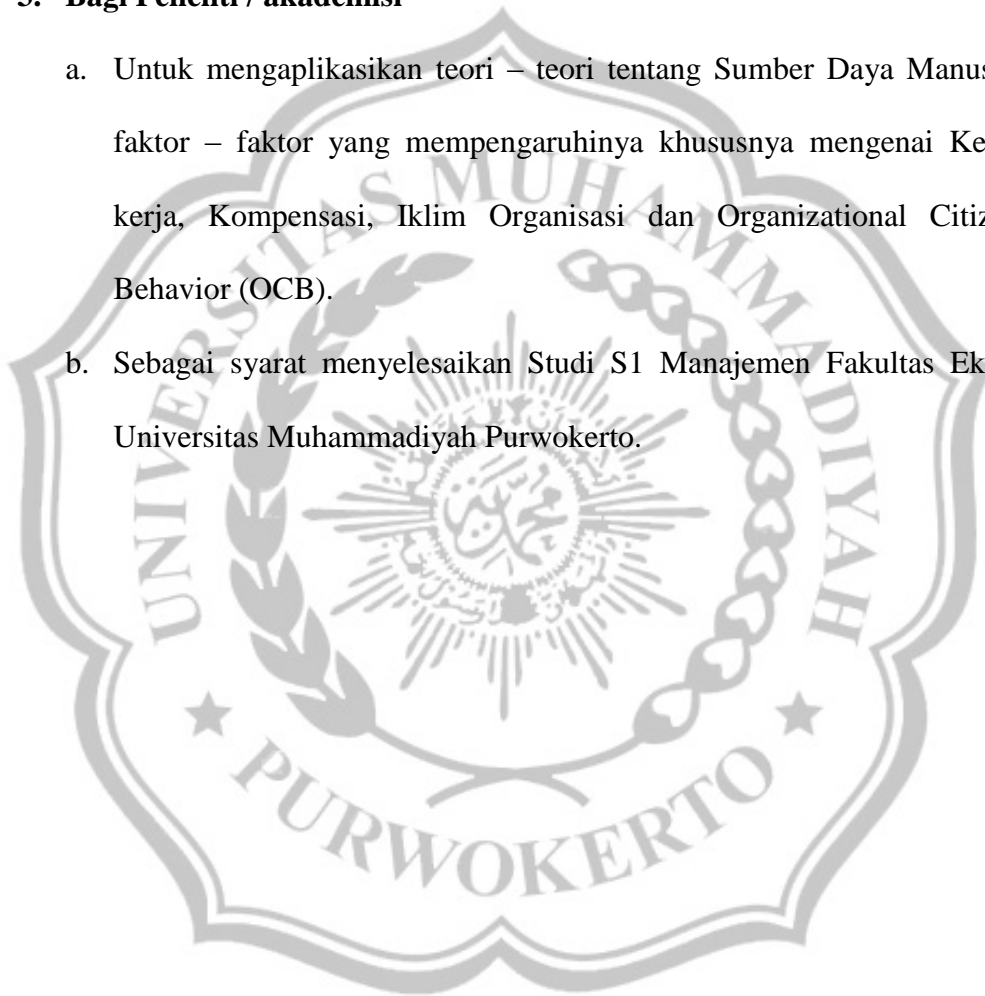 3. Bagi Peneliti / akademisi
a. Untuk mengaplikasikan teori – teori tentang Sumber Daya Manus
faktor – faktor yang mempengaruhinya khususnya mengenai Ke
kerja, Kompensasi, Iklim Organisasi dan Organizational Citiz
Behavior (OCB).
b. Sebagai syarat menyelesaikan Studi S1 Manajemen Fakultas Ek
Universitas Muhammadiyah Purwokerto.
UNIVERSITAS MUHAMMADIYAH
PURWOKERTO